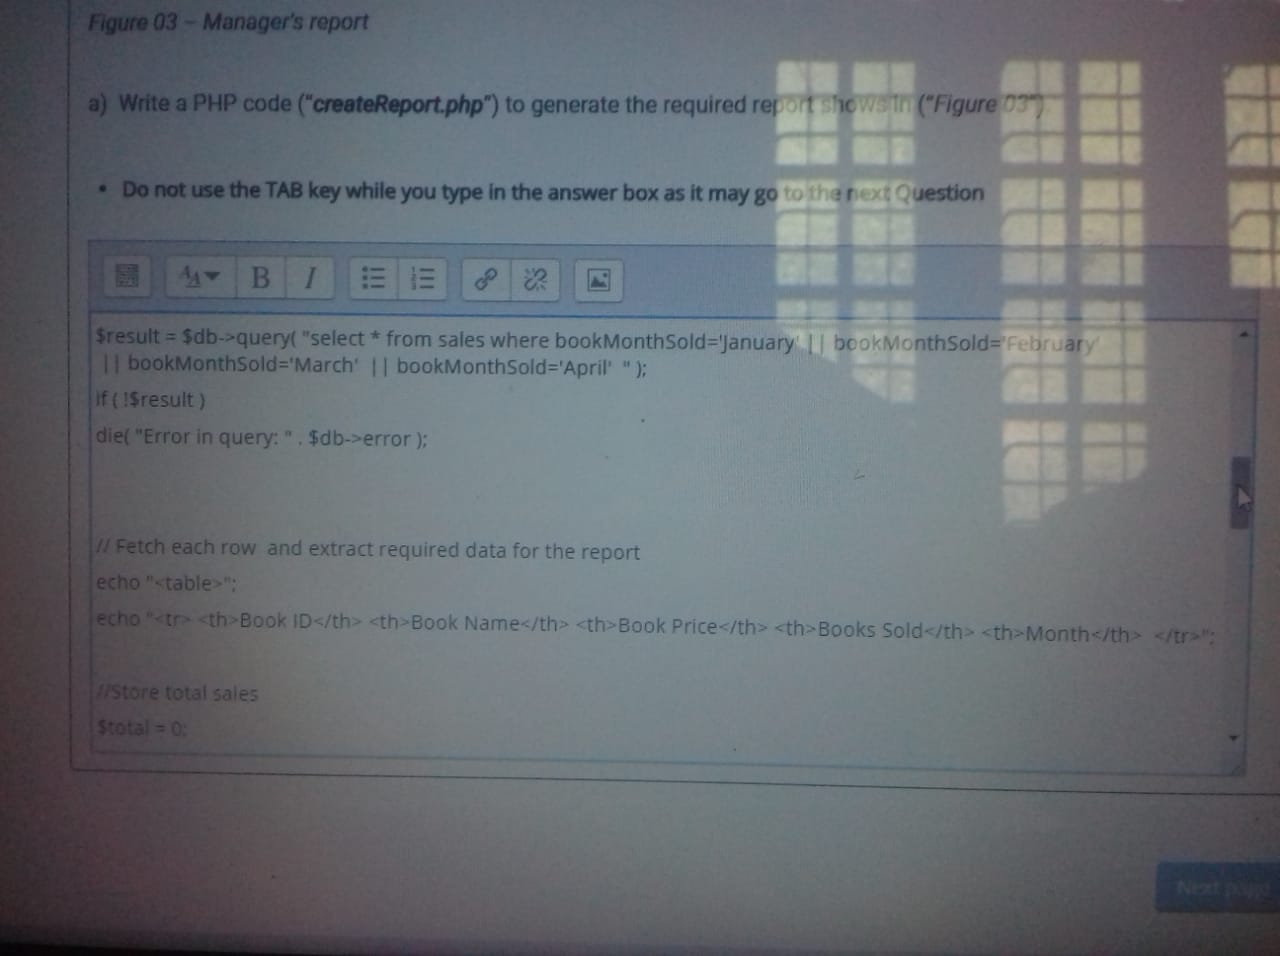 Figure 03 – Manager's report
a) Write a PHP code ("createReport.php") to generate the required report shows in ("Figure 03")
• Do not use the TAB key while you type in the answer box as it may go to the next Question
B I
$result = $db->query( "select * from sales where bookMonthSold='January' || bookMonthSold='February'
|| bookMonthSold='March' || bookMonthSold='April' " );
if ( !$result )
die( "Error in query: " . $db->error );
// Fetch each row and extract required data for the report
echo "<table>";
echo "<tr> <th>Book ID</th> <th>Book Name</th> <th>Book Price</th> <th>Books Sold</th> <th>Month</th> </tr>";
//Store total sales
$total = 0;
Next page